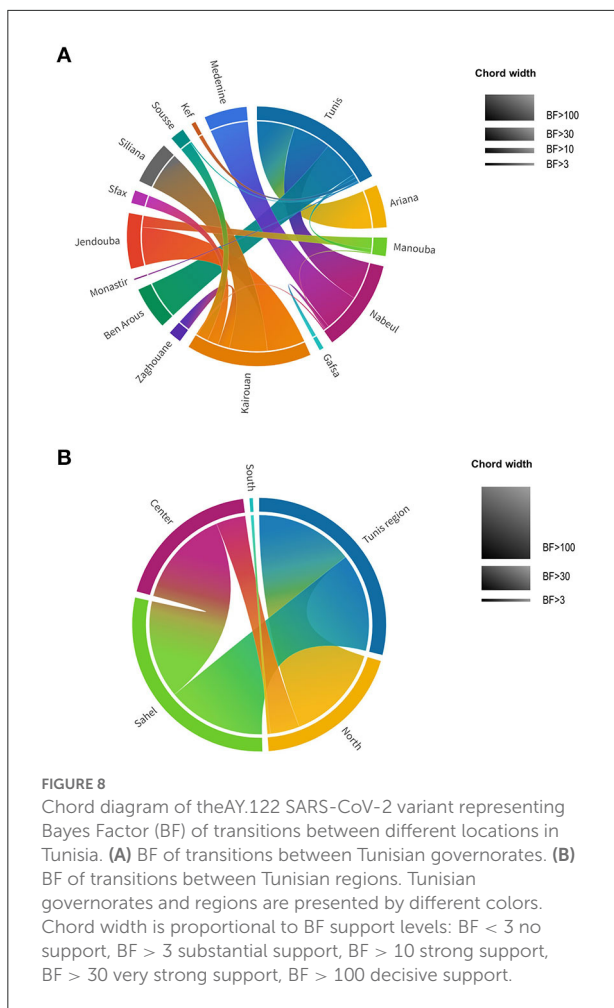 A
Chord width
BF>100
BF>30
BF>10
BF>3
Medenine
Tunis
Kef
Sousse
Siliana
Ariana
Sfax
Manouba
Jendouba
Monastir
Nabeul
Ben Arous
Zaghouane
Gafsa
Kairouan
B
Chord width
BF>100
BF>30
BF>3
South
Center
Tunis region
Sahel
North
FIGURE 8
Chord diagram of theAY.122 SARS-CoV-2 variant representing
Bayes Factor (BF) of transitions between different locations in
Tunisia. (A) BF of transitions between Tunisian governorates. (B)
BF of transitions between Tunisian regions. Tunisian
governorates and regions are presented by different colors.
Chord width is proportional to BF support levels: BF < 3 no
support, BF > 3 substantial support, BF > 10 strong support,
BF > 30 very strong support, BF > 100 decisive support.